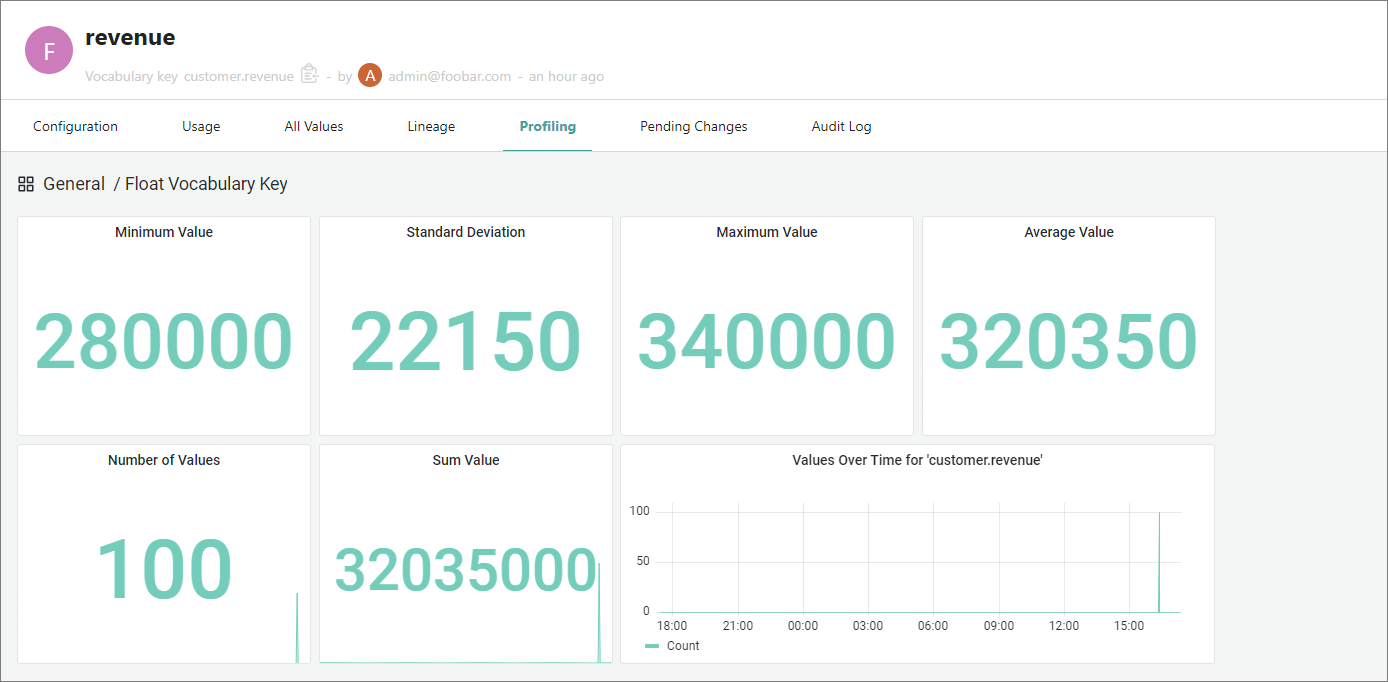 F
revenue
Vocabulary key customer.revenue - by A admin@foobar.com - an hour ago
Configuration Usage All Values Lineage Profiling Pending Changes Audit Log
General / Float Vocabulary Key
Minimum Value Standard Deviation Maximum Value Average Value
280000 22150 340000 320350
Number of Values Sum Value Values Over Time for 'customer.revenue'
100 32035000
100
50
0
18:00 21:00 00:00 03:00 06:00 09:00 12:00 15:00
Count